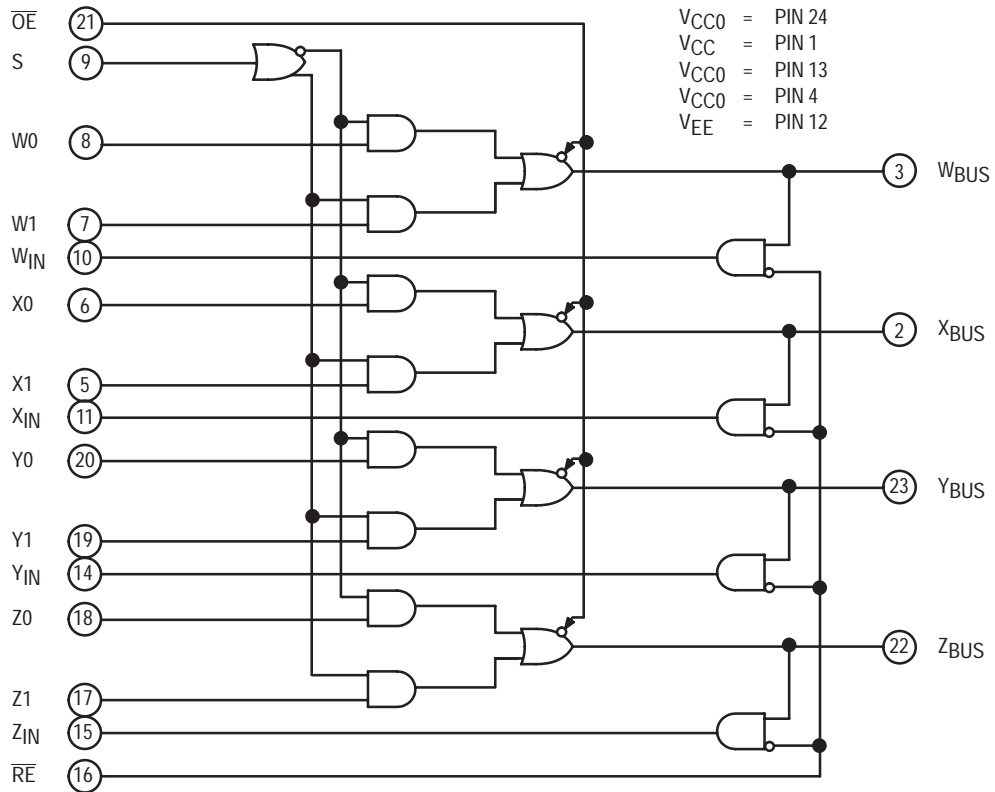 OE 21
S 9
W0 8
W1 7
WIN 10
X0 6
X1 5
XIN 11
Y0 20
Y1 19
YIN 14
Z0 18
Z1 17
ZIN 15
RE 16
VCC0 = PIN 24
VCC = PIN 1
VCC0 = PIN 13
VCC0 = PIN 4
VEE = PIN 12
3 WBUS
2 XBUS
23 YBUS
22 ZBUS